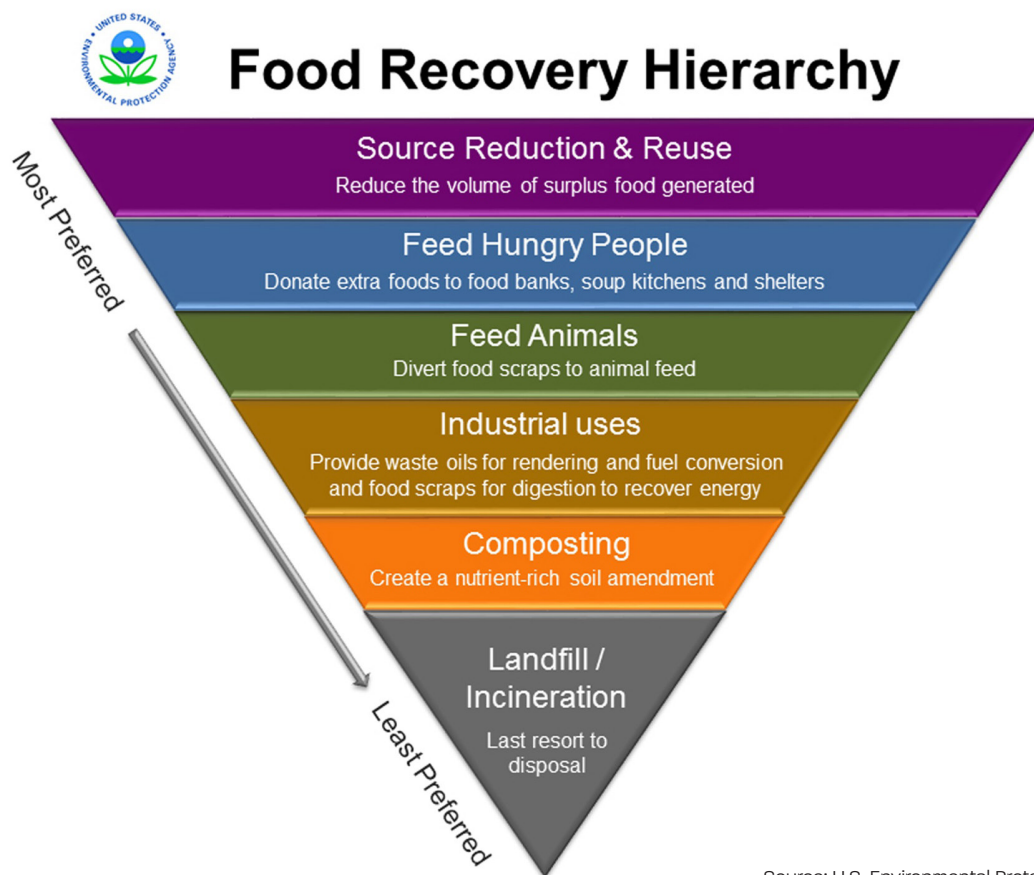 UNITED STATES
ENVIRONMENTAL PROTECTION AGENCY
Food Recovery Hierarchy
Most Preferred
Source Reduction & Reuse
Reduce the volume of surplus food generated
Feed Hungry People
Donate extra foods to food banks, soup kitchens and shelters
Feed Animals
Divert food scraps to animal feed
Industrial uses
Provide waste oils for rendering and fuel conversion
and food scraps for digestion to recover energy
Composting
Create a nutrient-rich soil amendment
Landfill /
Incineration
Last resort to
disposal
Least Preferred
Source: U.S. Environmental